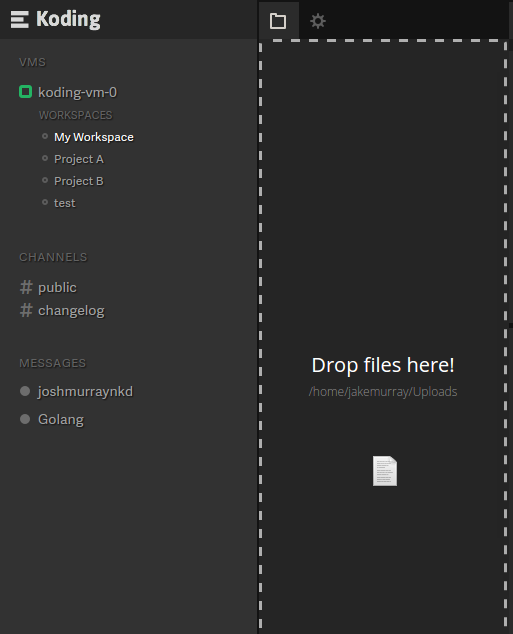 Koding
VMS
koding-vm-0
WORKSPACES
My Workspace
Project A
Project B
test
CHANNELS
# public
# changelog
MESSAGES
joshmurraynkd
Golang
Drop files here!
/home/jakemurray/Uploads